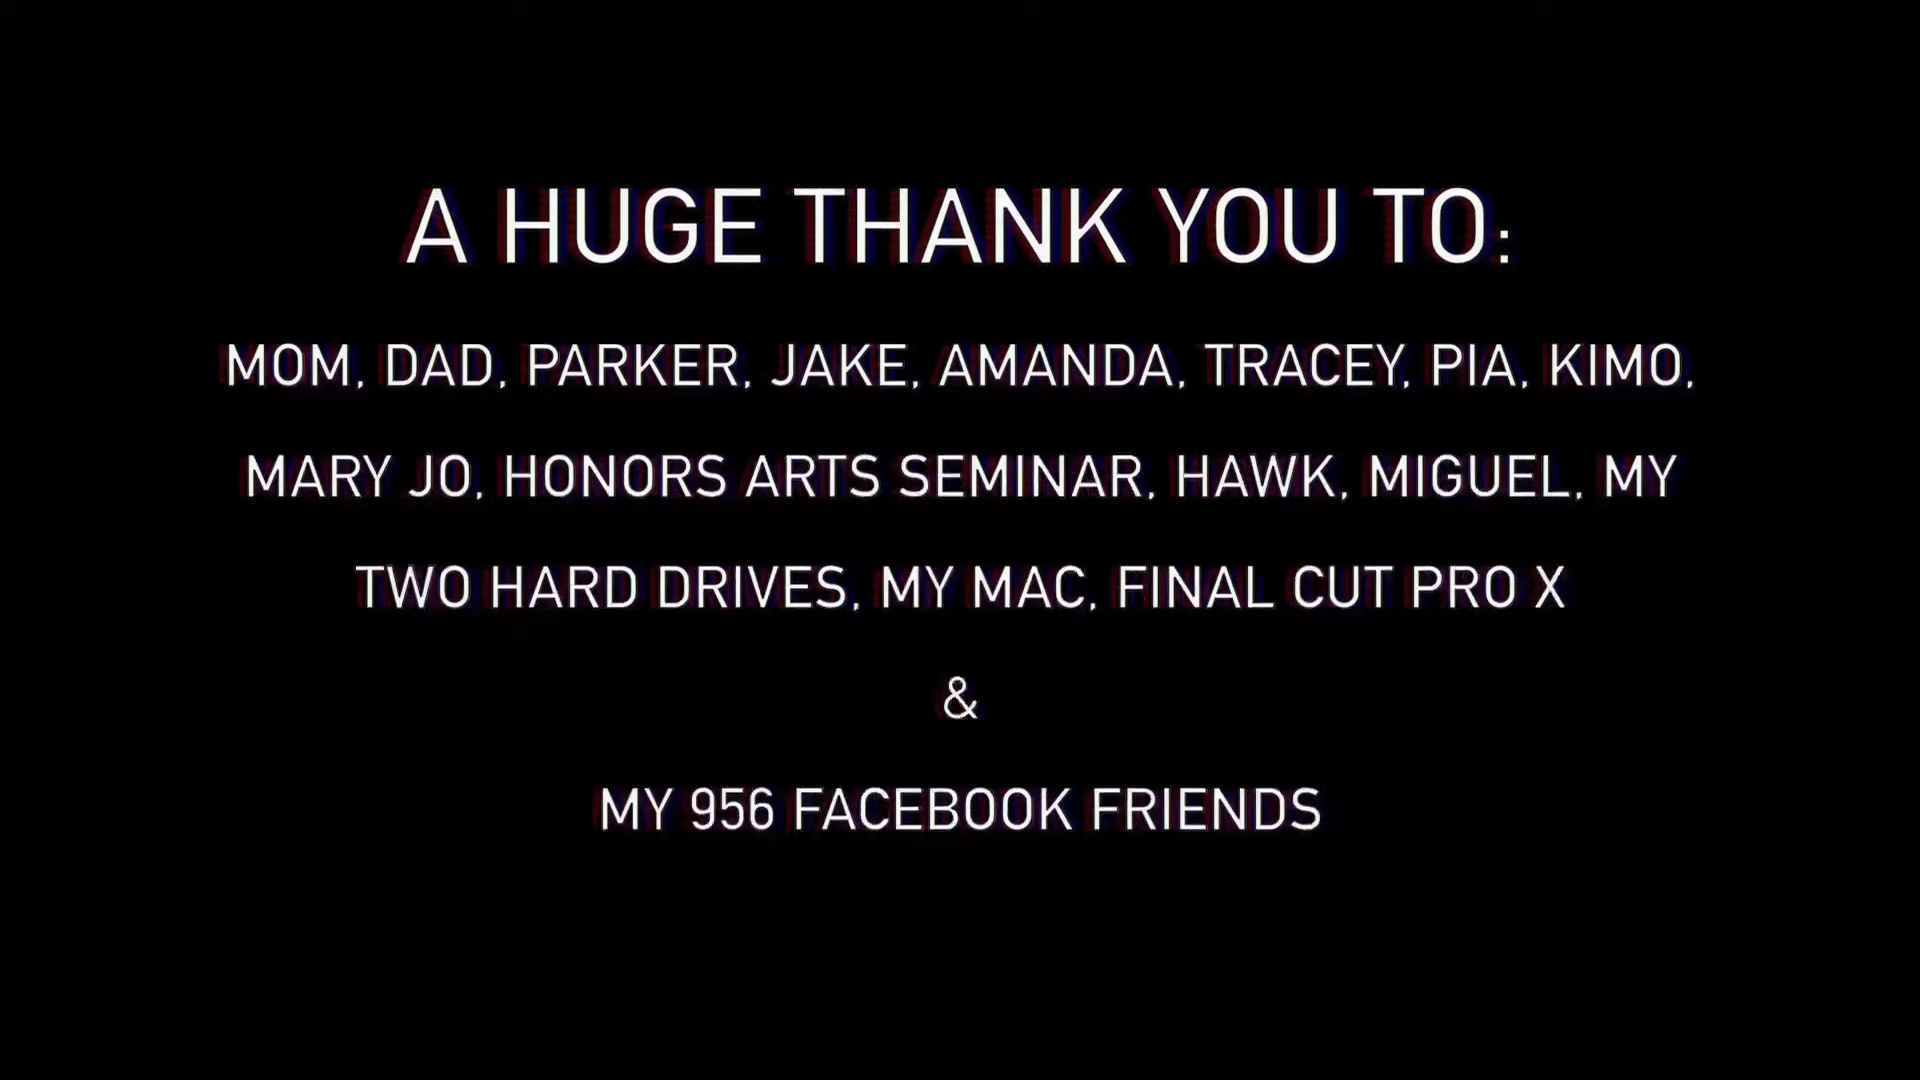 A HUGE THANK YOU TO:
MOM, DAD, PARKER, JAKE, AMANDA, TRACEY, PIA, KIMO,
MARY JO, HONORS ARTS SEMINAR, HAWK, MIGUEL, MY
TWO HARD DRIVES, MY MAC, FINAL CUT PRO X
&
MY 956 FACEBOOK FRIENDS